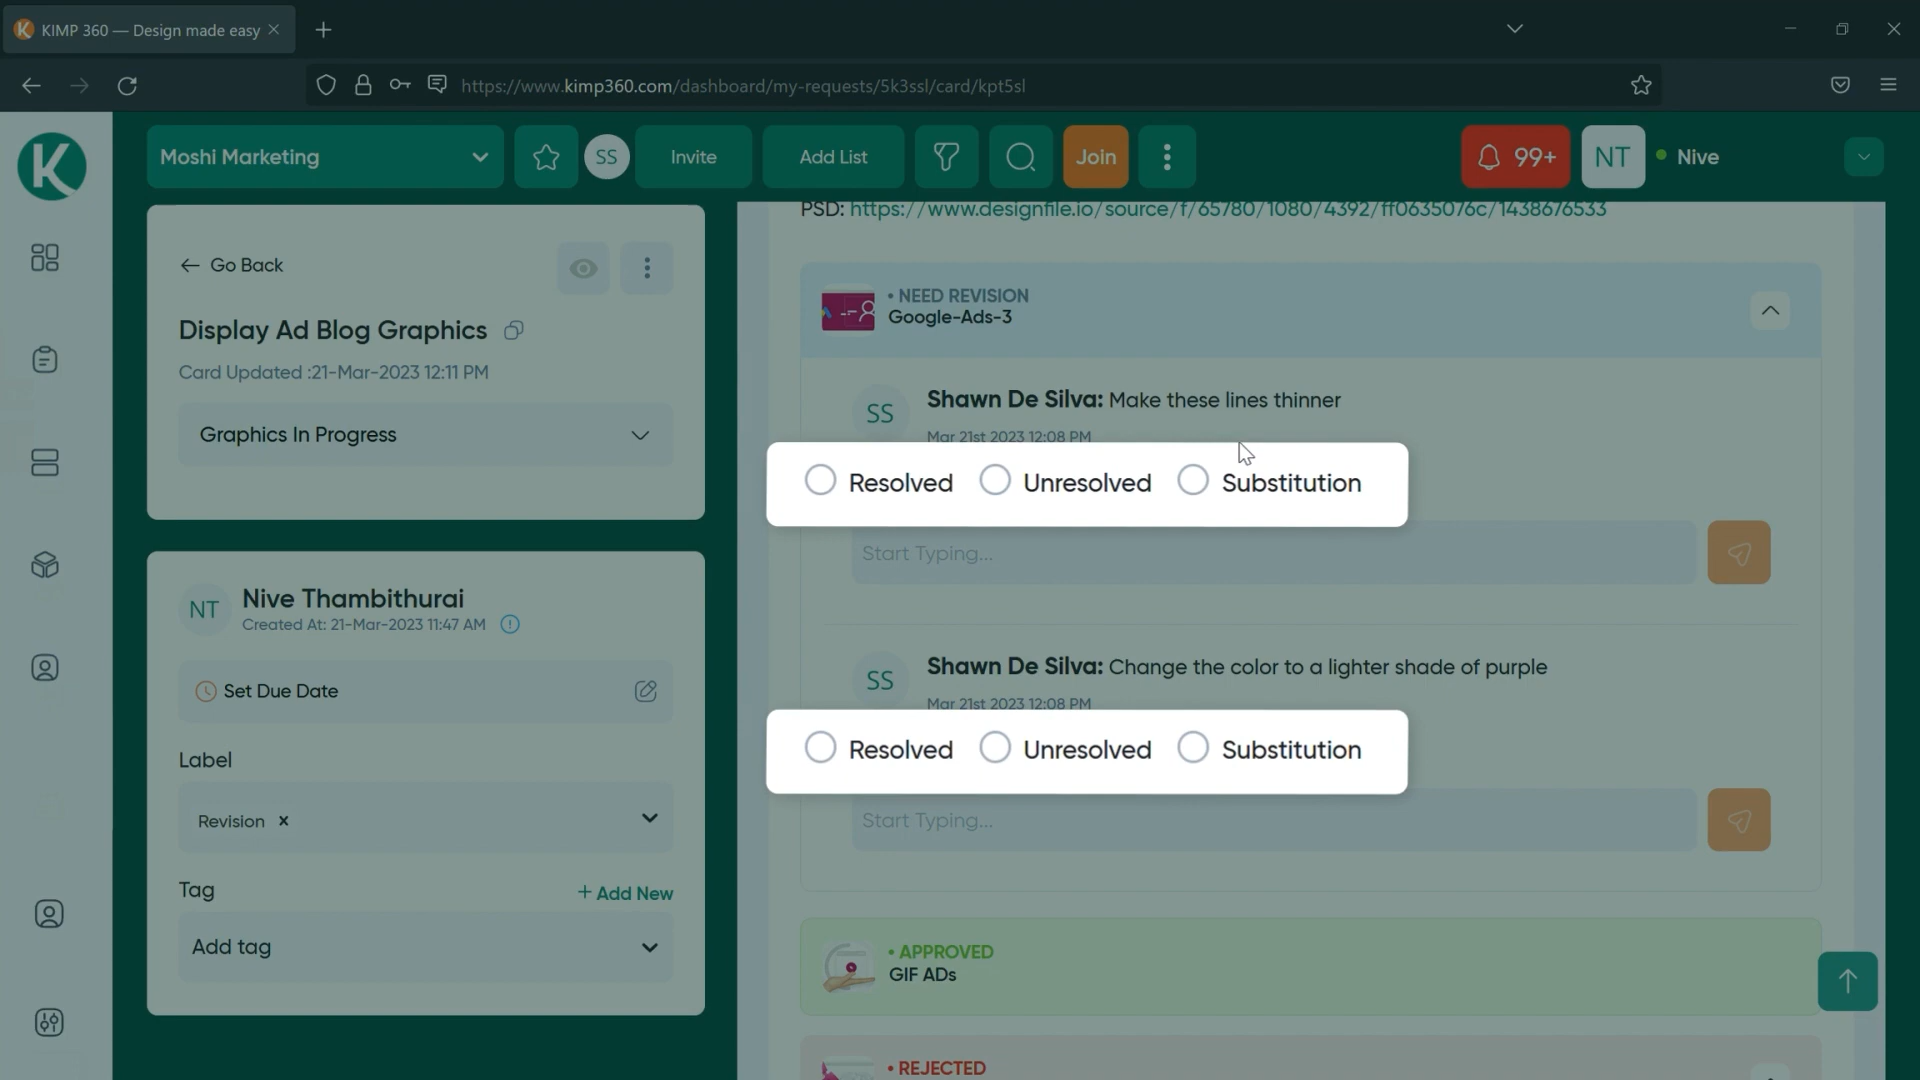 KIMP 360 — Design made easy
https://www.kimp360.com/dashboard/my-requests/5k3ssl/card/kpt5sl
Moshi Marketing
SS
Invite
Add List
Join
99+
NT
Nive
Go Back
Display Ad Blog Graphics
Card Updated :21-Mar-2023 12:11 PM
Graphics In Progress
NT
Nive Thambithurai
Created At: 21-Mar-2023 11:47 AM
Set Due Date
Label
Revision ×
Tag
+ Add New
Add tag
PSD: https://www.designfile.io/source/f/65780/1080/4392/ff0635076c/1438676533
• NEED REVISION
Google-Ads-3
SS
Shawn De Silva: Make these lines thinner
Mar 21st 2023 12:08 PM
Resolved Unresolved Substitution
Start Typing...
SS
Shawn De Silva: Change the color to a lighter shade of purple
Mar 21st 2023 12:08 PM
Resolved Unresolved Substitution
Start Typing...
• APPROVED
GIF ADs
• REJECTED